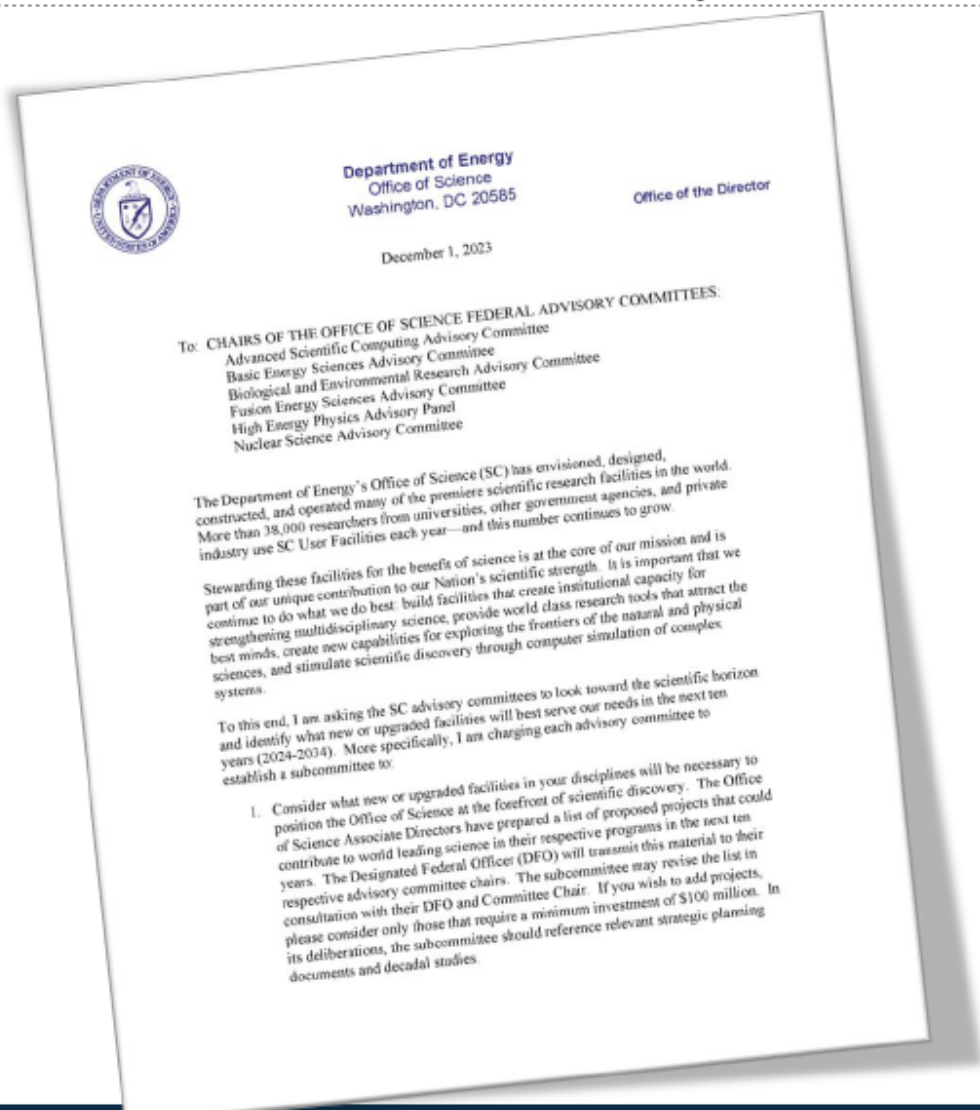 Department of Energy
Office of Science
Washington, DC 20585
Office of the Director
DEPARTMENT OF ENERGY
UNITED STATES OF AMERICA
December 1, 2023
To: CHAIRS OF THE OFFICE OF SCIENCE FEDERAL ADVISORY COMMITTEES:
Advanced Scientific Computing Advisory Committee
Basic Energy Sciences Advisory Committee
Biological and Environmental Research Advisory Committee
Fusion Energy Sciences Advisory Committee
High Energy Physics Advisory Panel
Nuclear Science Advisory Committee
The Department of Energy's Office of Science (SC) has envisioned, designed,
constructed, and operated many of the premiere scientific research facilities in the world.
More than 38,000 researchers from universities, other government agencies, and private
industry use SC User Facilities each year—and this number continues to grow.
Stewarding these facilities for the benefit of science is at the core of our mission and is
part of our unique contribution to our Nation's scientific strength. It is important that we
continue to do what we do best: build facilities that create institutional capacity for
strengthening multidisciplinary science, provide world class research tools that attract the
best minds, create new capabilities for exploring the frontiers of the natural and physical
sciences, and stimulate scientific discovery through computer simulation of complex
systems.
To this end, I am asking the SC advisory committees to look toward the scientific horizon
and identify what new or upgraded facilities will best serve our needs in the next ten
years (2024-2034). More specifically, I am charging each advisory committee to
establish a subcommittee to:
1. Consider what new or upgraded facilities in your disciplines will be necessary to
position the Office of Science at the forefront of scientific discovery. The Office
of Science Associate Directors have prepared a list of proposed projects that could
contribute to world leading science in their respective programs in the next ten
years. The Designated Federal Officer (DFO) will transmit this material to their
respective advisory committee chairs. The subcommittee may revise the list in
consultation with their DFO and Committee Chair. If you wish to add projects,
please consider only those that require a minimum investment of $100 million. In
its deliberations, the subcommittee should reference relevant strategic planning
documents and decadal studies.